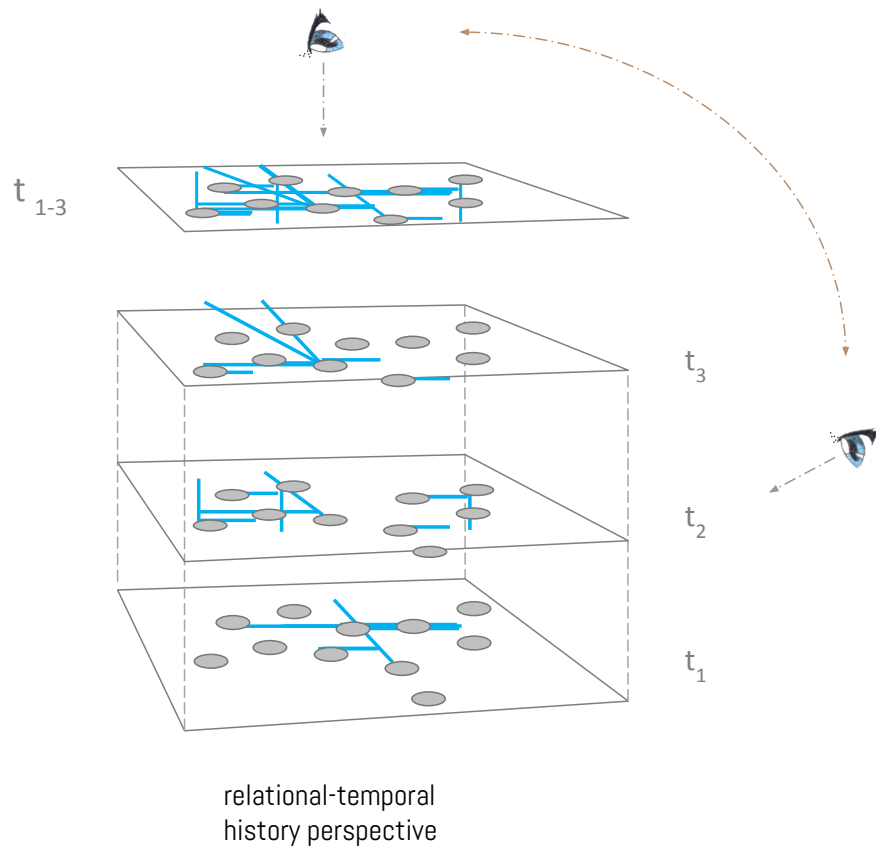 t 1-3
t3
t2
t1
relational-temporal
history perspective